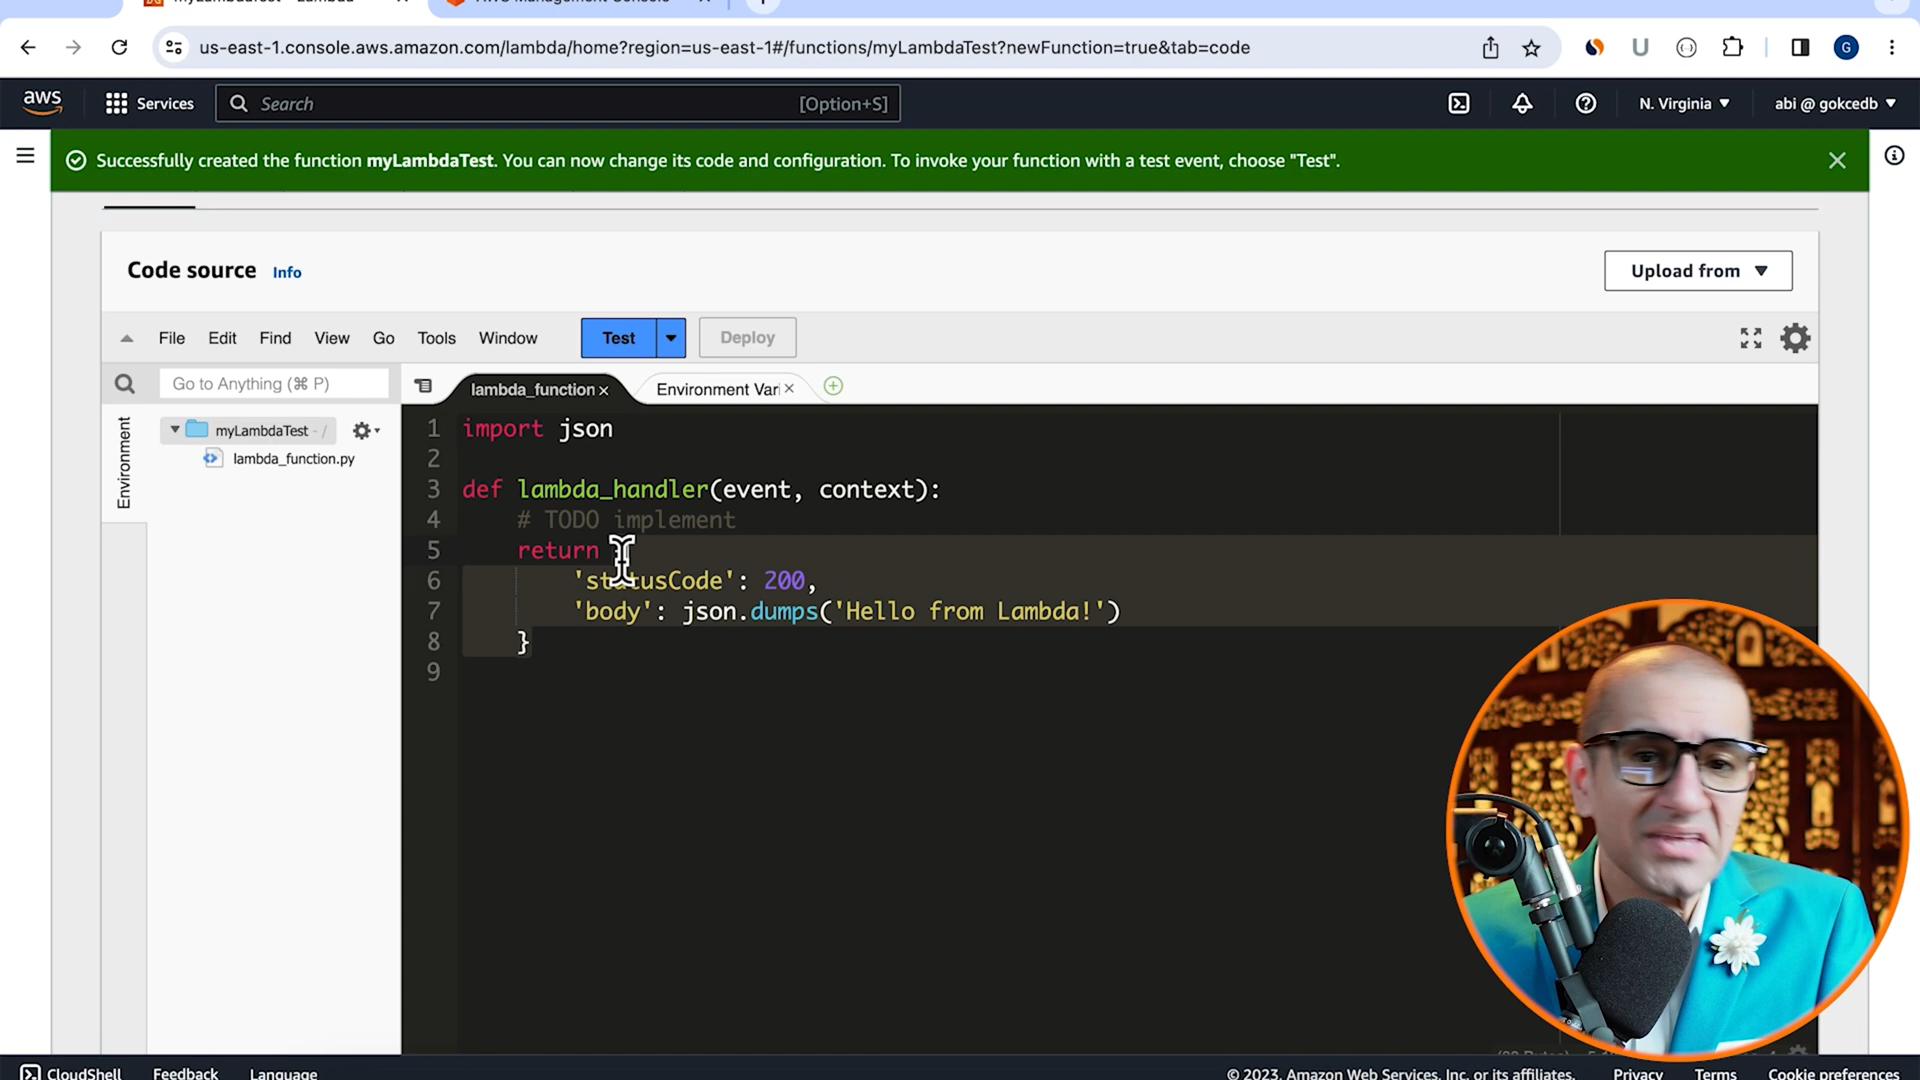 us-east-1.console.aws.amazon.com/lambda/home?region=us-east-1#/functions/myLambdaTest?newFunction=true&tab=code
U
G
aws
Services
Search
[Option+S]
N. Virginia
abi @ gokcedb
Successfully created the function myLambdaTest. You can now change its code and configuration. To invoke your function with a test event, choose "Test".
Code source Info
Upload from
File Edit Find View Go Tools Window
Test
Deploy
Go to Anything (⌘ P)
lambda_function
Environment Vari
Environment
myLambdaTest - /
lambda_function.py
1 import json
2
3 def lambda_handler(event, context):
4 # TODO implement
5 return
6 'statusCode': 200,
7 'body': json.dumps('Hello from Lambda!')
8 }
9
CloudShell
Feedback
Language
© 2023, Amazon Web Services, Inc. or its affiliates.
Privacy
Terms
Cookie preferences